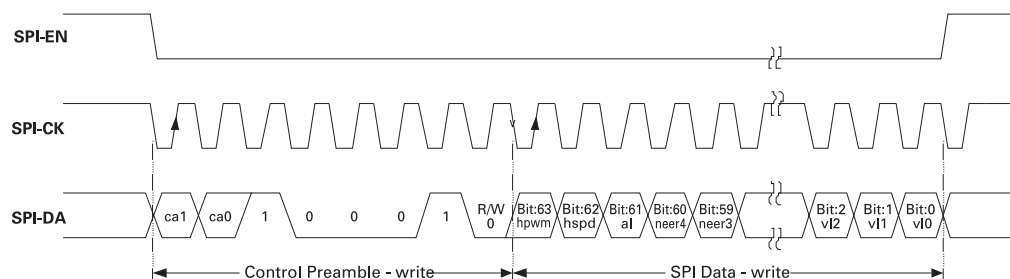 SPI-EN
SPI-CK
SPI-DA
ca1 ca0 1 0 0 0 1 R/W 0 Bit:63 hpwm Bit:62 hspd Bit:61 al Bit:60 neer4 Bit:59 neer3 Bit:2 vl2 Bit:1 vl1 Bit:0 vl0
Control Preamble - write SPI Data - write